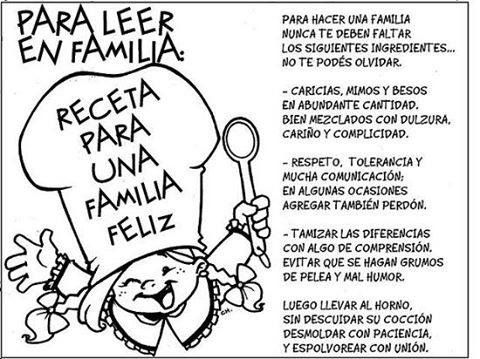 PARA LEER
EN FAMILIA:
RECETA
PARA
UNA
FAMILIA
FELIZ
PARA HACER UNA FAMILIA
NUNCA TE DEBEN FALTAR
LOS SIGUIENTES INGREDIENTES...
NO TE PODÉS OLVIDAR.
- CARICIAS, MIMOS Y BESOS
EN ABUNDANTE CANTIDAD.
BIEN MEZCLADOS CON DULZURA,
CARIÑO Y COMPLICIDAD.
- RESPETO, TOLERANCIA Y
MUCHA COMUNICACIÓN;
EN ALGUNAS OCASIONES
AGREGAR TAMBIÉN PERDÓN.
- TAMIZAR LAS DIFERENCIAS
CON ALGO DE COMPRENSIÓN.
EVITAR QUE SE HAGAN GRUMOS
DE PELEA Y MAL HUMOR.
LUEGO LLEVAR AL HORNO,
SIN DESCUIDAR SU COCCIÓN
DESMOLDAR CON PACIENCIA,
Y ESPOLVOREAR CON UNIÓN.